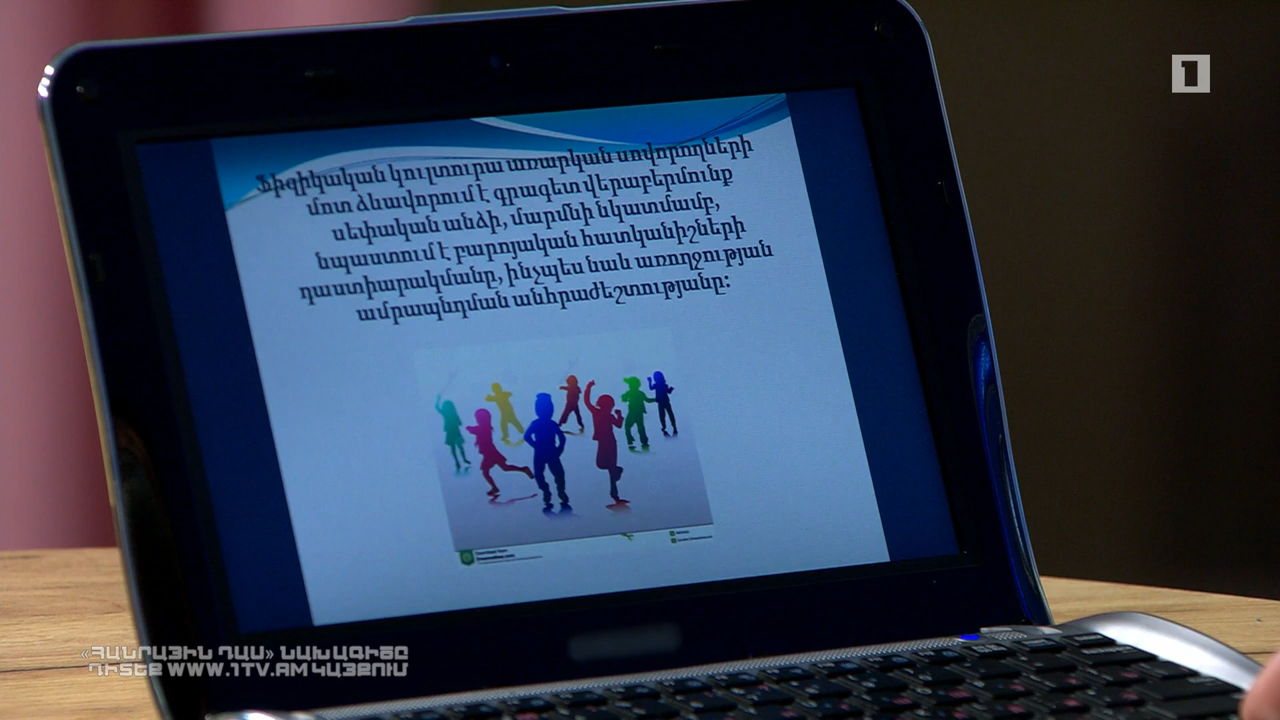 1
Ֆիզիկական կուլտուրա առարկան սովորողների
մոտ ձևավորում է գրագետ վերաբերմունք
սեփական անձի, մարմնի նկատմամբ,
նպաստում է բարոյական հատկանիշների
դաստիարակմանը, ինչպես նաև առողջության
ամրապնդման անհրաժեշտությանը:
«ՀԱՆՐԱՅԻՆ ԴԱՍ» ՆԱԽԱԳԻԾԸ
ԴԻՏԵՔ WWW.1TV.AM ԿԱՅՔՈՒՄ